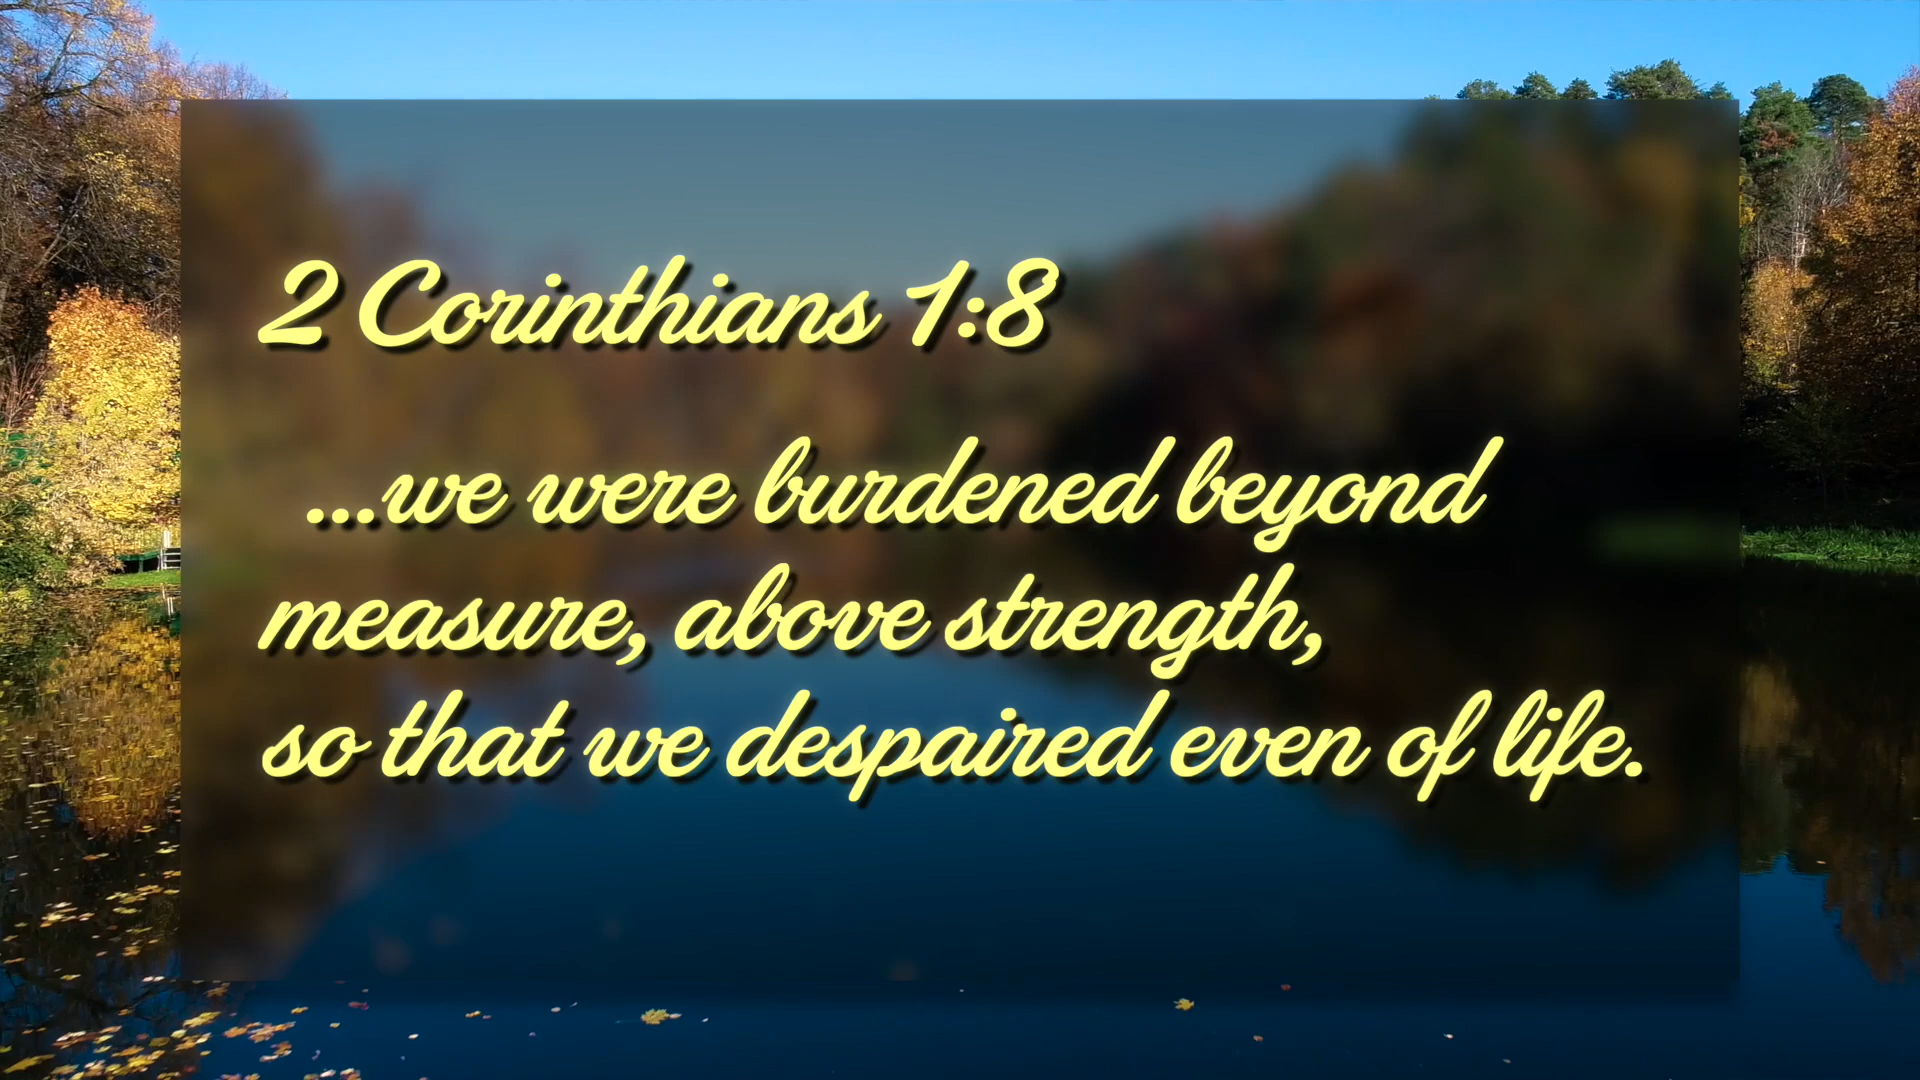 2 Corinthians 1:8
...we were burdened beyond
measure, above strength,
so that we despaired even of life.